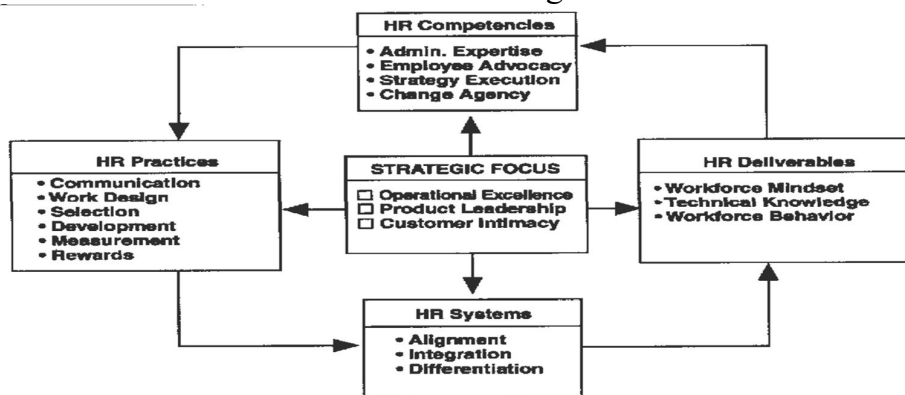 HR Competencies
• Admin. Expertise
• Employee Advocacy
• Strategy Execution
• Change Agency
HR Practices
• Communication
• Work Design
• Selection
• Development
• Measurement
• Rewards
STRATEGIC FOCUS
□ Operational Excellence
□ Product Leadership
□ Customer Intimacy
HR Deliverables
• Workforce Mindset
• Technical Knowledge
• Workforce Behavior
HR Systems
• Alignment
• Integration
• Differentiation